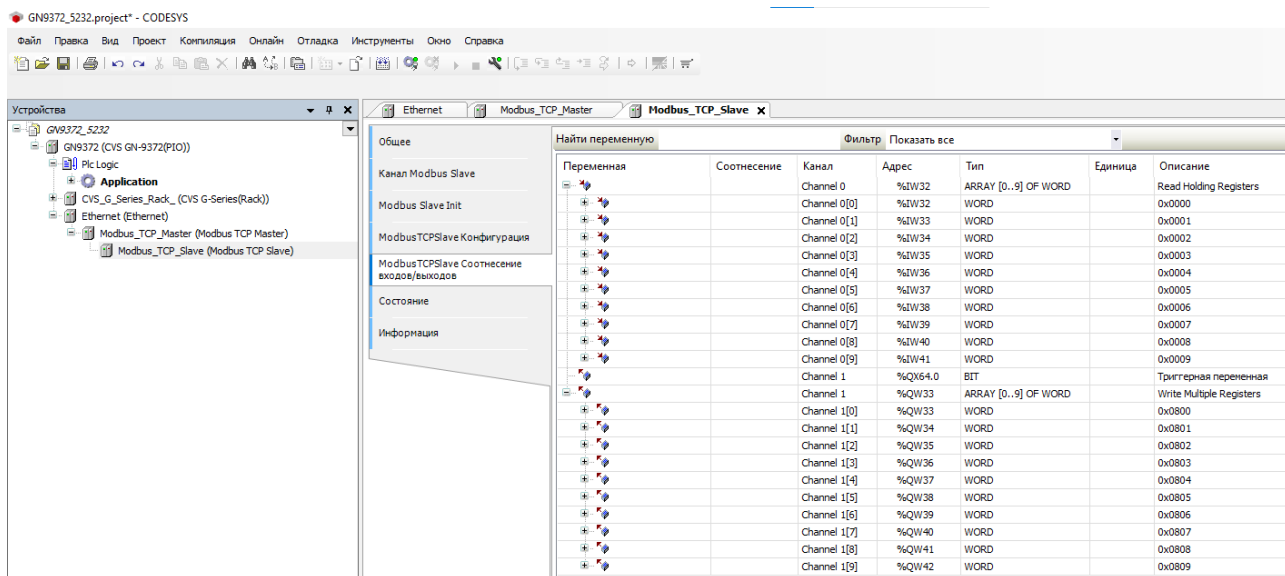 GN9372_5232.project* - CODESYS
Файл Правка Вид Проект Компиляция Онлайн Отладка Инструменты Окно Справка
Устройства
GN9372_5232
GN9372 (CVS GN-9372(PIO))
Plc Logic
Application
CVS_G_Series_Rack_ (CVS G-Series(Rack))
Ethernet (Ethernet)
Modbus_TCP_Master (Modbus TCP Master)
Modbus_TCP_Slave (Modbus TCP Slave)
Ethernet Modbus_TCP_Master Modbus_TCP_Slave
Общее
Канал Modbus Slave
Modbus Slave Init
ModbusTCPSlave Конфигурация
ModbusTCPSlave Соотнесение
входов/выходов
Состояние
Информация
Найти переменную Фильтр Показать все
Переменная Соотнесение Канал Адрес Тип Единица Описание
Channel 0 %IW32 ARRAY [0..9] OF WORD Read Holding Registers
Channel 0[0] %IW32 WORD 0x0000
Channel 0[1] %IW33 WORD 0x0001
Channel 0[2] %IW34 WORD 0x0002
Channel 0[3] %IW35 WORD 0x0003
Channel 0[4] %IW36 WORD 0x0004
Channel 0[5] %IW37 WORD 0x0005
Channel 0[6] %IW38 WORD 0x0006
Channel 0[7] %IW39 WORD 0x0007
Channel 0[8] %IW40 WORD 0x0008
Channel 0[9] %IW41 WORD 0x0009
Channel 1 %QX64.0 BIT Триггерная переменная
Channel 1 %QW33 ARRAY [0..9] OF WORD Write Multiple Registers
Channel 1[0] %QW33 WORD 0x0800
Channel 1[1] %QW34 WORD 0x0801
Channel 1[2] %QW35 WORD 0x0802
Channel 1[3] %QW36 WORD 0x0803
Channel 1[4] %QW37 WORD 0x0804
Channel 1[5] %QW38 WORD 0x0805
Channel 1[6] %QW39 WORD 0x0806
Channel 1[7] %QW40 WORD 0x0807
Channel 1[8] %QW41 WORD 0x0808
Channel 1[9] %QW42 WORD 0x0809